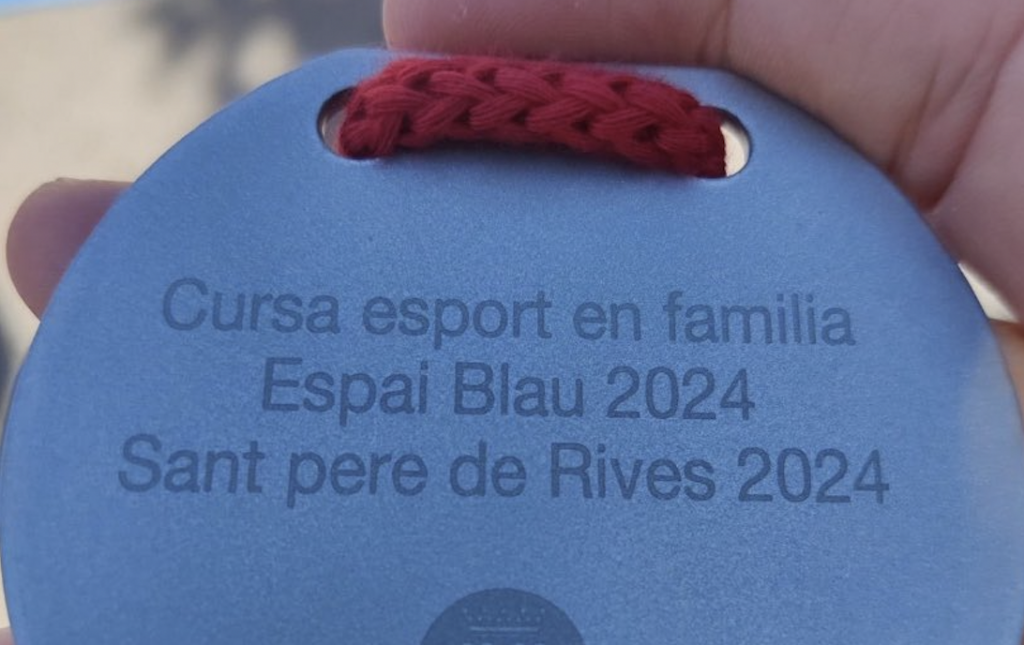 Cursa esport en familia
Espai Blau 2024
Sant pere de Rives 2024